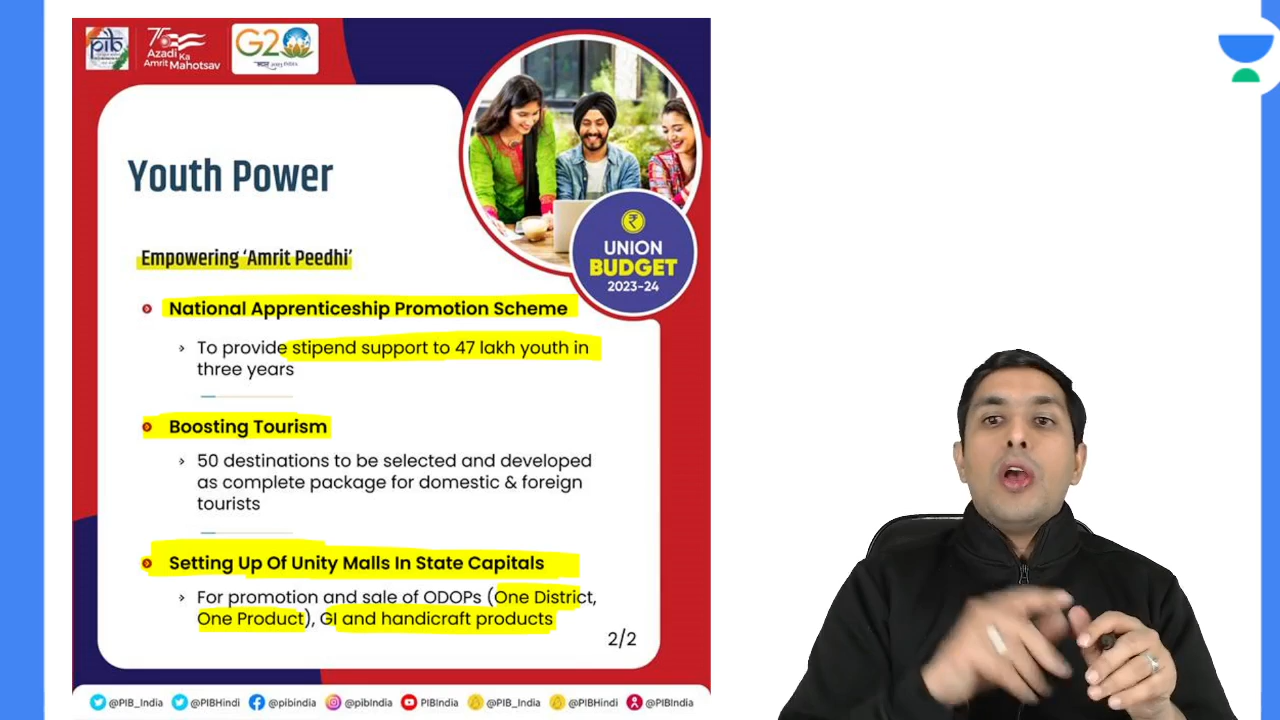 pib
75
Azadi Ka
Amrit Mahotsav
G20
Youth Power
₹
UNION
BUDGET
2023-24
Empowering ‘Amrit Peedhi’
National Apprenticeship Promotion Scheme
To provide stipend support to 47 lakh youth in
three years
Boosting Tourism
50 destinations to be selected and developed
as complete package for domestic & foreign
tourists
Setting Up Of Unity Malls In State Capitals
For promotion and sale of ODOPs (One District,
One Product), GI and handicraft products
2/2
@PIB_India @PIBHindi @pibindia @pibIndia PIBIndia @PIB_India @PIBHindi @PIBIndia